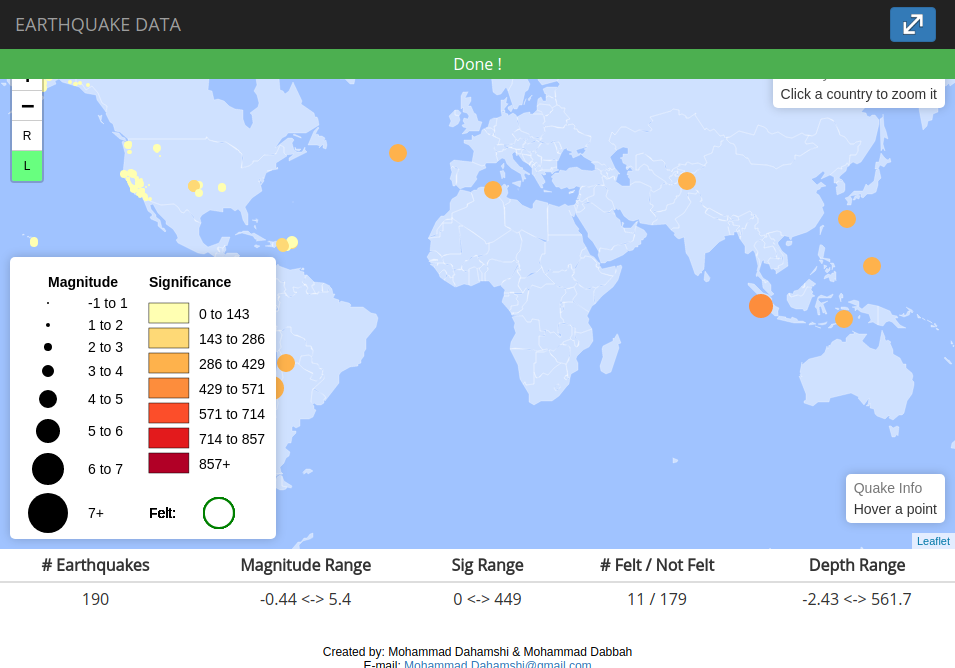 EARTHQUAKE DATA
Done !
Click a country to zoom it
R
L
Magnitude
-1 to 1
1 to 2
2 to 3
3 to 4
4 to 5
5 to 6
6 to 7
7+
Significance
0 to 143
143 to 286
286 to 429
429 to 571
571 to 714
714 to 857
857+
Felt:
Quake Info
Hover a point
Leaflet
# Earthquakes Magnitude Range Sig Range # Felt / Not Felt Depth Range
190 -0.44 <-> 5.4 0 <-> 449 11 / 179 -2.43 <-> 561.7
Created by: Mohammad Dahamshi & Mohammad Dabbah
E-mail: Mohammad.Dahamshi@gmail.com